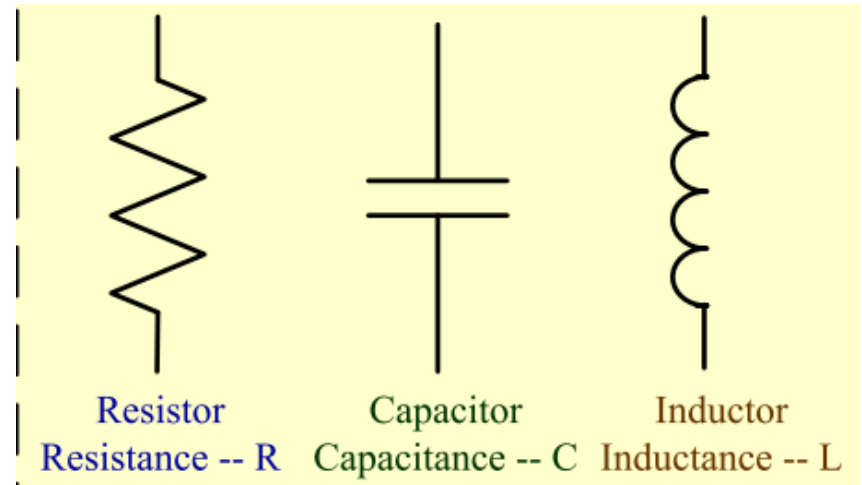 Resistor
Resistance -- R
Capacitor
Capacitance -- C
Inductor
Inductance -- L